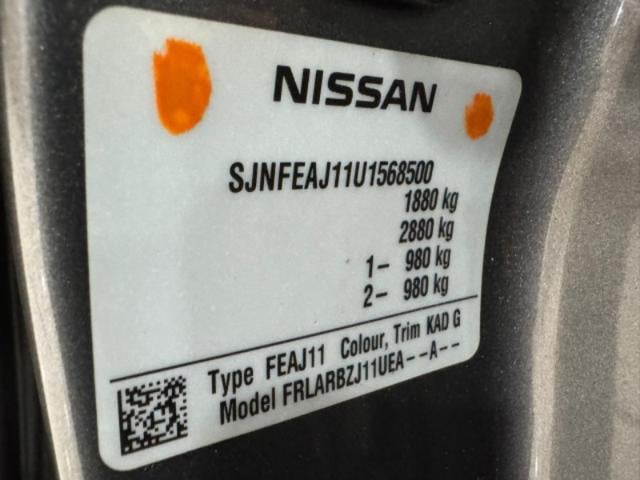 NISSAN
SJNFEAJ11U1568500
1880 kg
2880 kg
1- 980 kg
2- 980 kg
Type FEAJ11 Colour, Trim KAD G
Model FRLARBZJ11UEA--A--